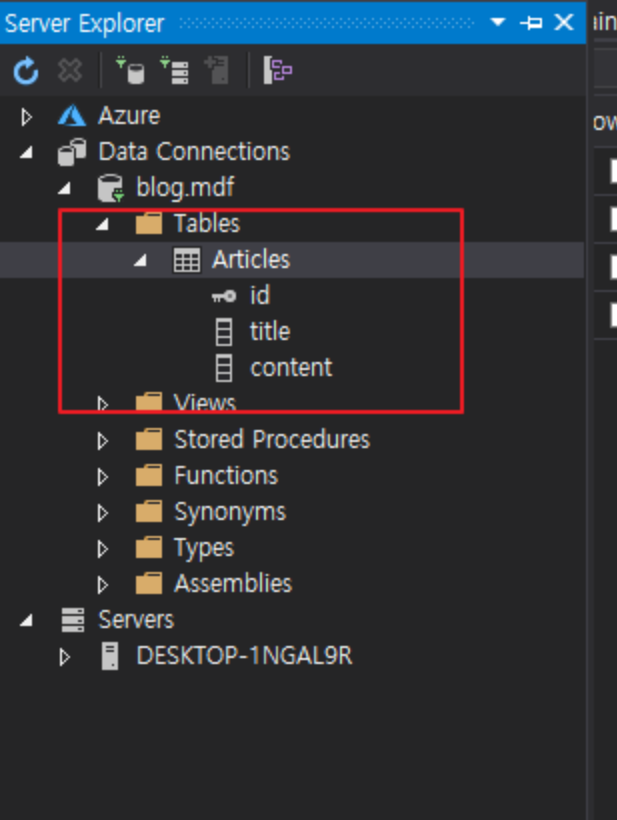 Server Explorer
Azure
Data Connections
blog.mdf
Tables
Articles
id
title
content
Views
Stored Procedures
Functions
Synonyms
Types
Assemblies
Servers
DESKTOP-1NGAL9R